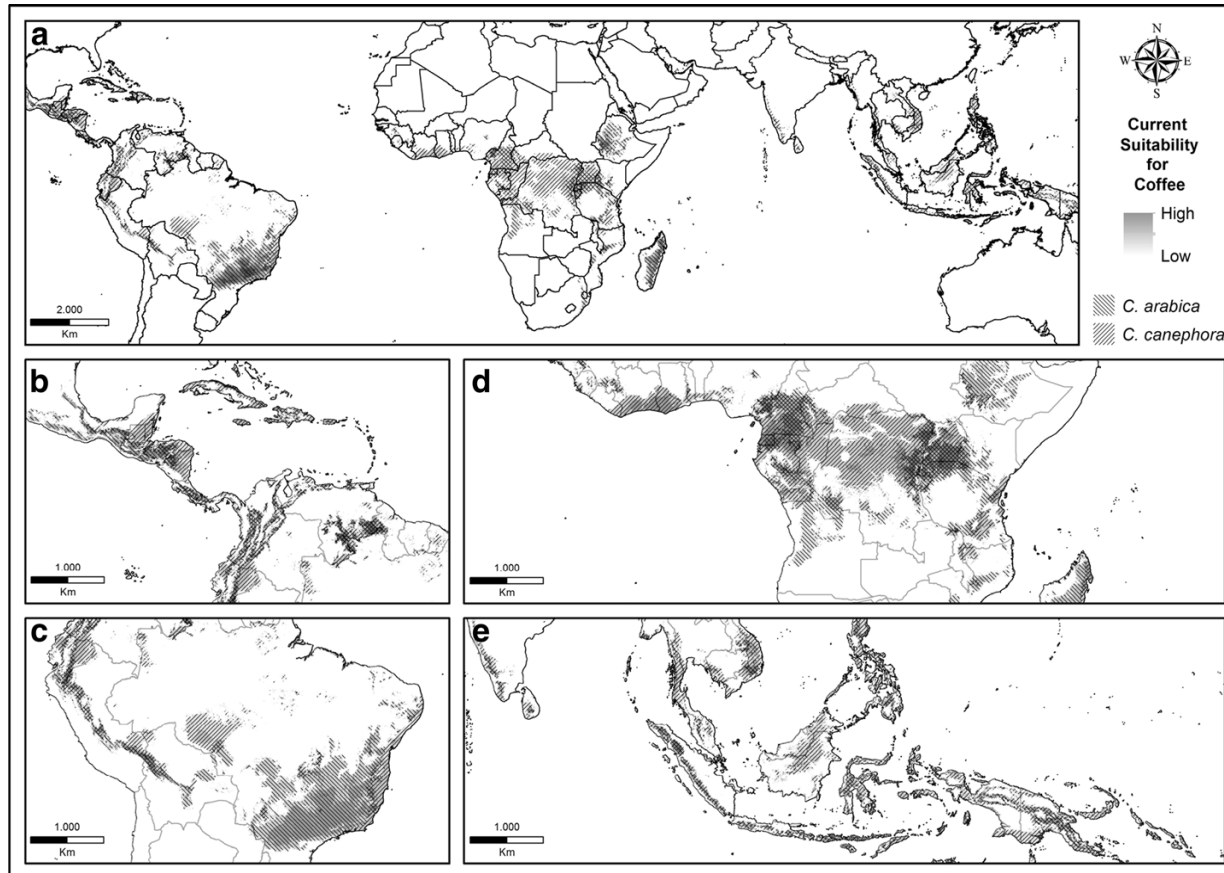 a
N
W E
S
Current
Suitability
for
Coffee
High
Low
C. arabica
C. canephora
2.000
Km
b
1.000
Km
d
1.000
Km
c
1.000
Km
e
1.000
Km